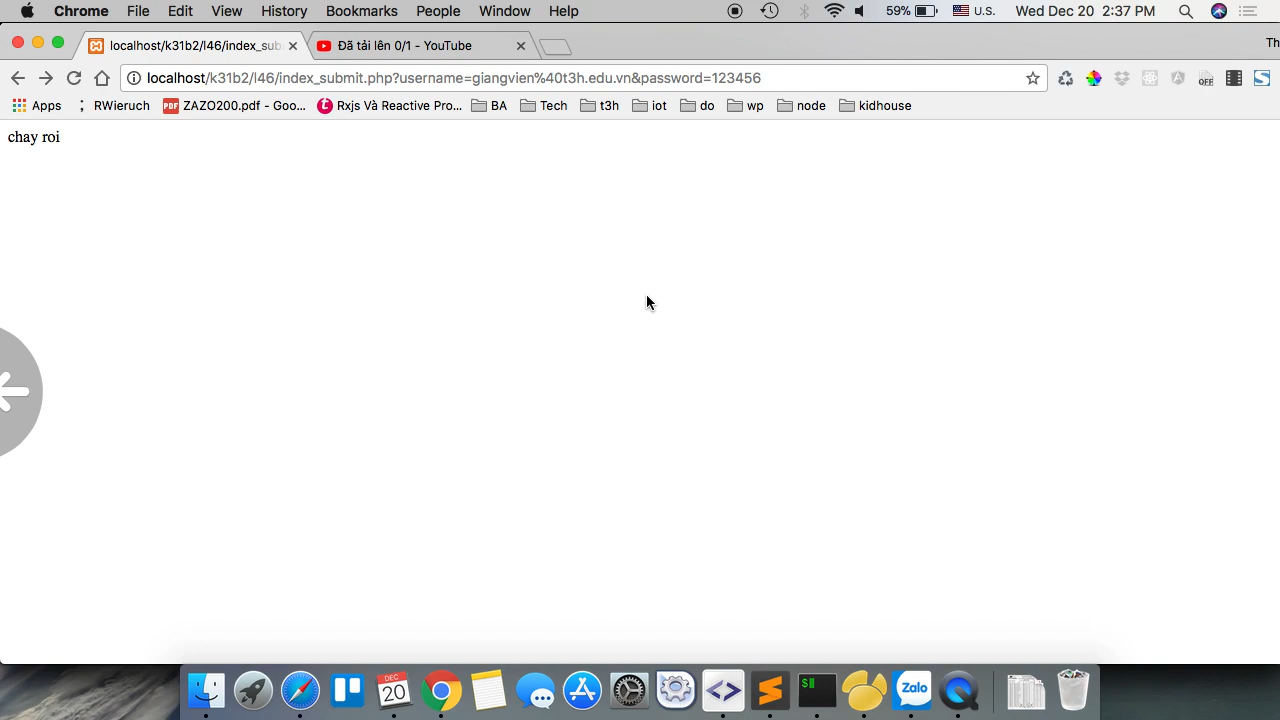 Chrome File Edit View History Bookmarks People Window Help 59% U.S. Wed Dec 20 2:37 PM
localhost/k31b2/l46/index_sub Đã tải lên 0/1 - YouTube Th
localhost/k31b2/l46/index_submit.php?username=giangvien%40t3h.edu.vn&password=123456 OFF
Apps RWieruch PDF ZAZO200.pdf - Goo... t Rxjs Và Reactive Pro... BA Tech t3h iot do wp node kidhouse
chay roi
DEC
20 $ Zalo